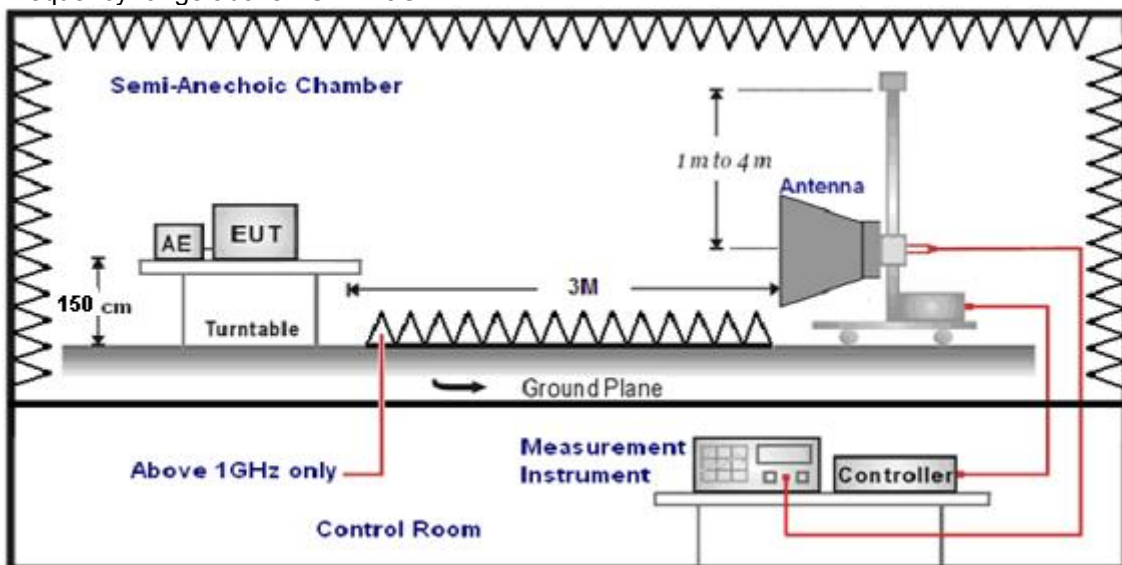 Semi-Anechoic Chamber
1 m to 4 m
Antenna
AE
EUT
150 cm
3M
Turntable
Ground Plane
Above 1GHz only
Measurement
Instrument
Controller
Control Room